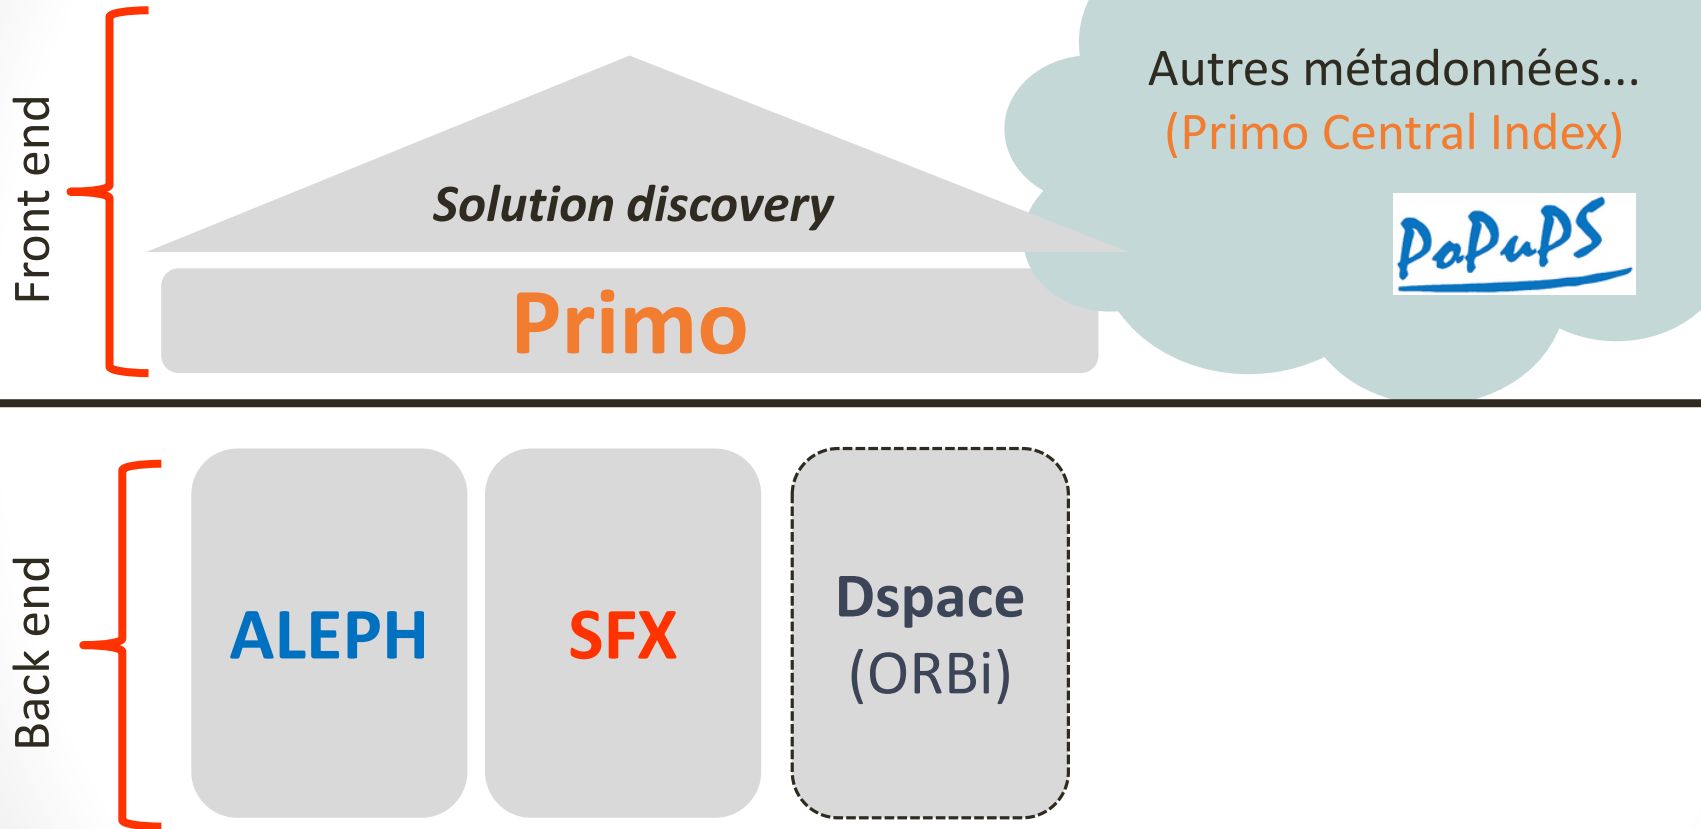 Front end
Solution discovery
Primo
Autres métadonnées...
(Primo Central Index)
PoPuPS
Back end
ALEPH
SFX
Dspace
(ORBi)